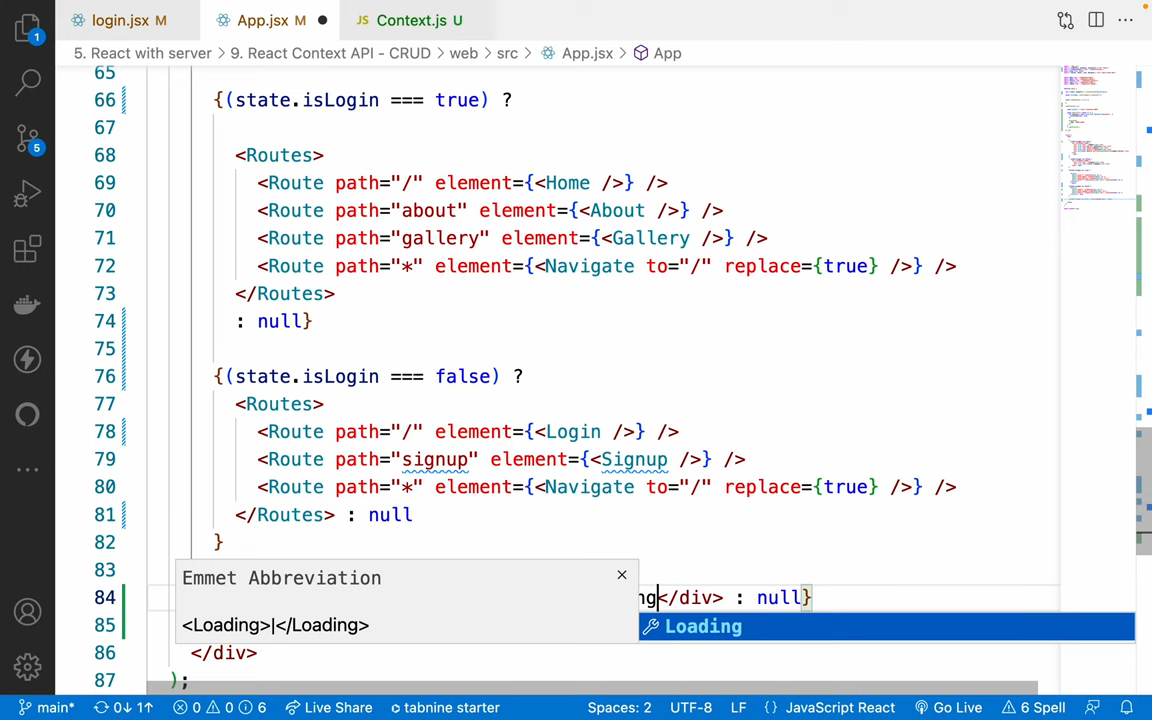 login.jsx M
App.jsx M
JS Context.js U
5. React with server > 9. React Context API - CRUD > web > src > App.jsx > App
65
66 {(state.isLogin === true) ?
67
68 <Routes>
69 <Route path="/" element={<Home />} />
70 <Route path="about" element={<About />} />
71 <Route path="gallery" element={<Gallery />} />
72 <Route path="*" element={<Navigate to="/" replace={true} />} />
73 </Routes>
74 : null}
75
76 {(state.isLogin === false) ?
77 <Routes>
78 <Route path="/" element={<Login />} />
79 <Route path="signup" element={<Signup />} />
80 <Route path="*" element={<Navigate to="/" replace={true} />} />
81 </Routes> : null
82 }
83
Emmet Abbreviation
<Loading>|</Loading>
84 ng</div> : null}
Loading
85
86 </div>
87 );
1
5
main* 0↓ 1↑ 0 0 6 Live Share tabnine starter Spaces: 2 UTF-8 LF {} JavaScript React Go Live 6 Spell